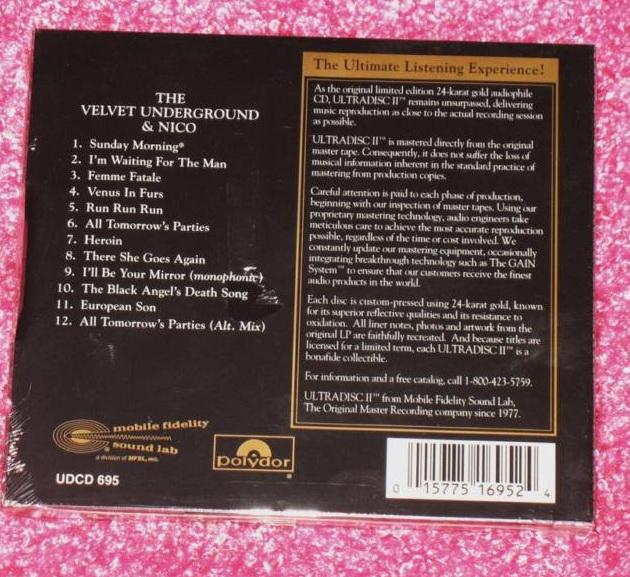 THE
VELVET UNDERGROUND
& NICO
1. Sunday Morning*
2. I'm Waiting For The Man
3. Femme Fatale
4. Venus In Furs
5. Run Run Run
6. All Tomorrow's Parties
7. Heroin
8. There She Goes Again
9. I'll Be Your Mirror (monophonic)
10. The Black Angel's Death Song
11. European Son
12. All Tomorrow's Parties (Alt. Mix)
mobile fidelity
sound lab
a division of MFSL, INC.
polydor
UDCD 695
The Ultimate Listening Experience!
As the original limited edition 24-karat gold audiophile
CD, ULTRADISC II™ remains unsurpassed, delivering
music reproduction as close to the actual recording session
as possible.
ULTRADISC II™ is mastered directly from the original
master tape. Consequently, it does not suffer the loss of
musical information inherent in the standard practice of
mastering from production copies.
Careful attention is paid to each phase of production,
beginning with our inspection of master tapes. Using our
proprietary mastering technology, audio engineers take
meticulous care to achieve the most accurate reproduction
possible, regardless of the time or cost involved. We
constantly update our mastering equipment, occasionally
integrating breakthrough technology such as The GAIN
System™ to ensure that our customers receive the finest
audio products in the world.
Each disc is custom-pressed using 24-karat gold, known
for its superior reflective qualities and its resistance to
oxidation. All liner notes, photos and artwork from the
original LP are faithfully recreated. And because titles are
licensed for a limited term, each ULTRADISC II™ is a
bonafide collectible.
For information and a free catalog, call 1-800-423-5759.
ULTRADISC II™ from Mobile Fidelity Sound Lab,
The Original Master Recording company since 1977.
0 15775 16952 4